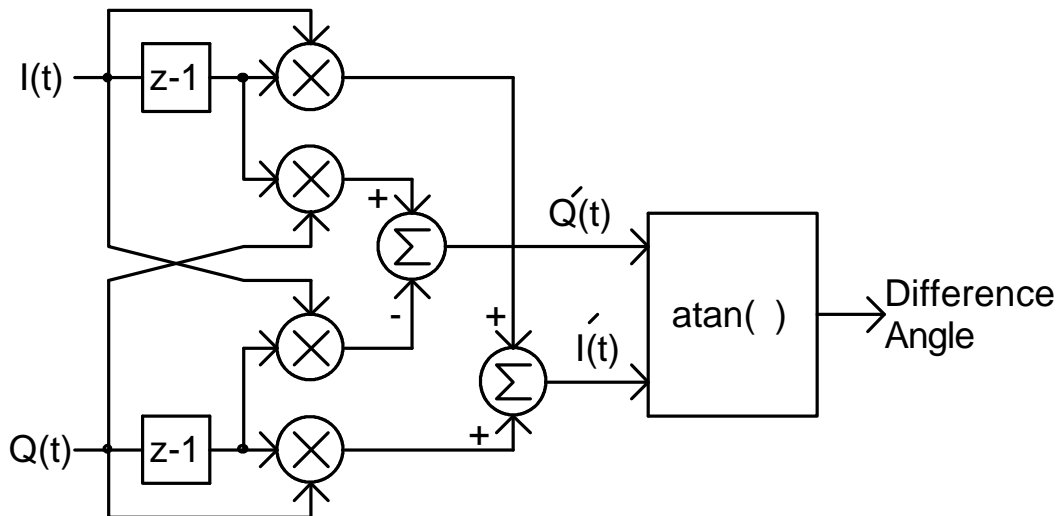 I(t)
z-1
+
Q́(t)
Σ
-
+
Í(t)
Σ
atan( )
Difference
Angle
Q(t)
z-1
+